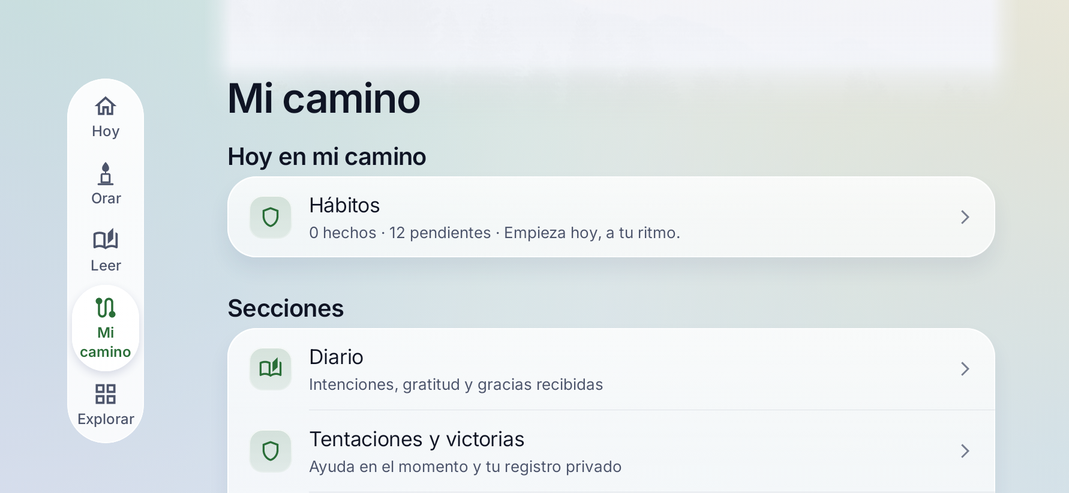 Mi camino
Hoy
Orar
Leer
Mi
camino
Explorar
Hoy en mi camino
Hábitos
0 hechos · 12 pendientes · Empieza hoy, a tu ritmo.
Secciones
Diario
Intenciones, gratitud y gracias recibidas
Tentaciones y victorias
Ayuda en el momento y tu registro privado